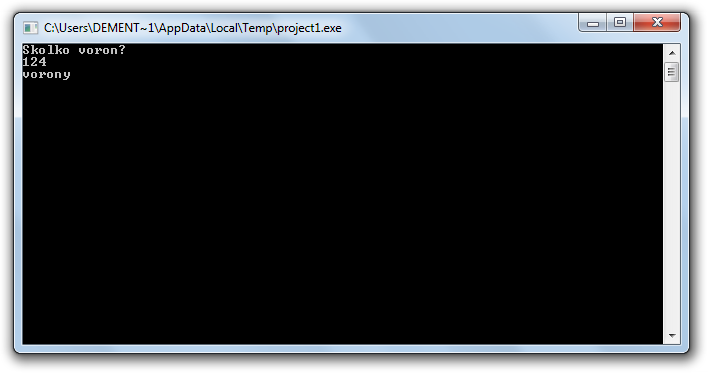 C:\Users\DEMENT~1\AppData\Local\Temp\project1.exe
Skolko voron?
124
vorony